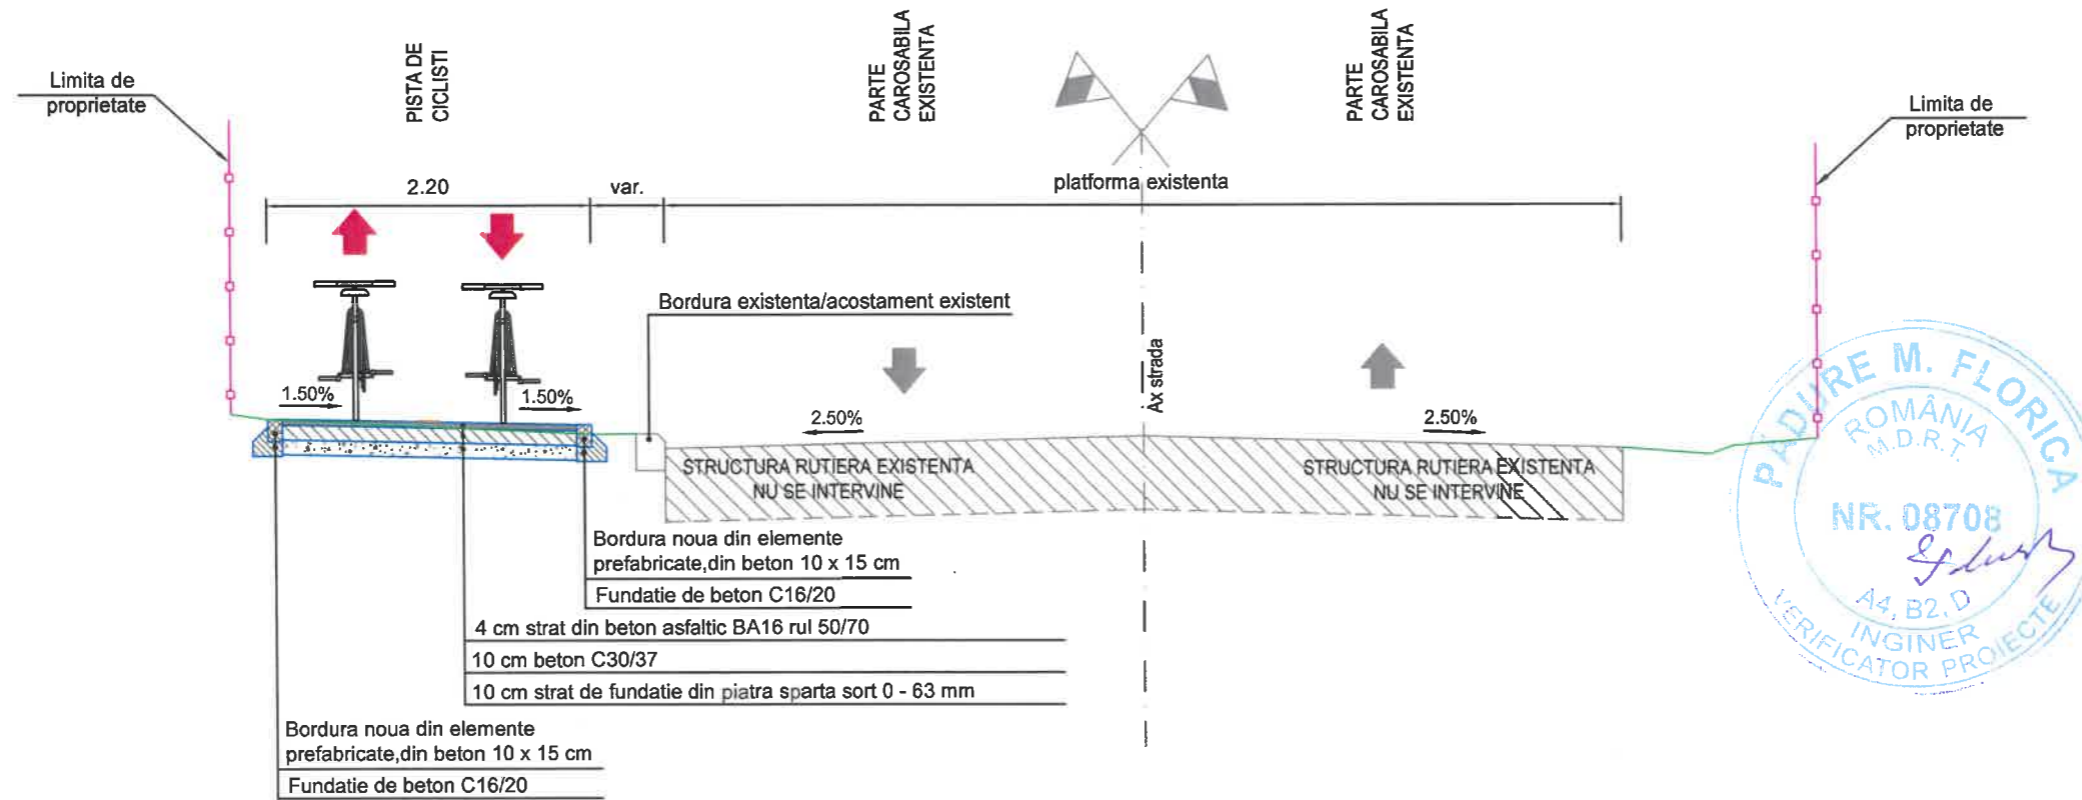 Limita de
proprietate
PISTA DE
CICLISTI
PARTE
CAROSABILA
EXISTENTA
PARTE
CAROSABILA
EXISTENTA
Limita de
proprietate
2.20
var.
platforma existenta
Bordura existenta/acostament existent
Ax strada
1.50%
1.50%
2.50%
2.50%
STRUCTURA RUTIERA EXISTENTA
NU SE INTERVINE
STRUCTURA RUTIERA EXISTENTA
NU SE INTERVINE
Bordura noua din elemente
prefabricate,din beton 10 x 15 cm
Fundatie de beton C16/20
4 cm strat din beton asfaltic BA16 rul 50/70
10 cm beton C30/37
10 cm strat de fundatie din piatra sparta sort 0 - 63 mm
Bordura noua din elemente
prefabricate,din beton 10 x 15 cm
Fundatie de beton C16/20
PĂDURE M. FLORICA
ROMÂNIA
M.D.R.T.
NR. 08708
A4, B2, D
INGINER
VERIFICATOR PROIECTE